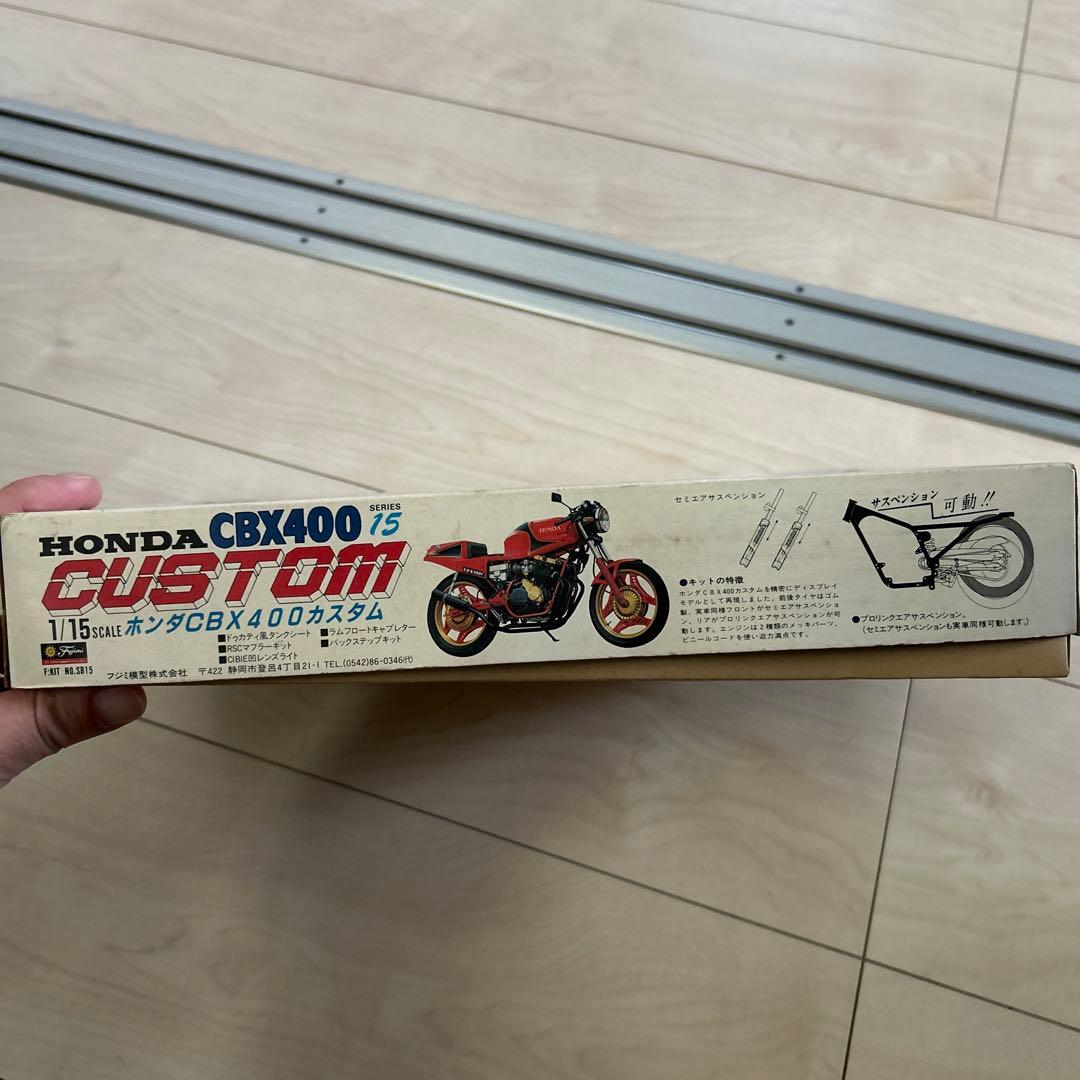 HONDA CBX400 SERIES 15
CUSTOM
1/15 SCALE ホンダCBX400カスタム
Fujimi
F:KIT NO.SB15
■ドゥカティ風タンクシート
■RSCマフラーキット
■CIBIE凹レンズライト
■ラムフロートキャブレター
■バックステップキット
フジミ模型株式会社 〒422 静岡市登呂4丁目21-1 TEL.(0542)86-0346(代)
HONDA
セミエアサスペンション
●キットの特徴
ホンダCBX400カスタムを精密にディスプレイ
モデルとして再現しました。前後タイヤはゴム
製、実車同様フロントがセミエアサスペンショ
ン、リアがプロリンクエアサスペンションが可
動します。エンジンは2種類のメッキパーツ、
ビニールコードを使い迫力満点です。
サスペンション
可動!!
●プロリンクエアサスペンション。
(セミエアサスペンションも実車同様可動します。)